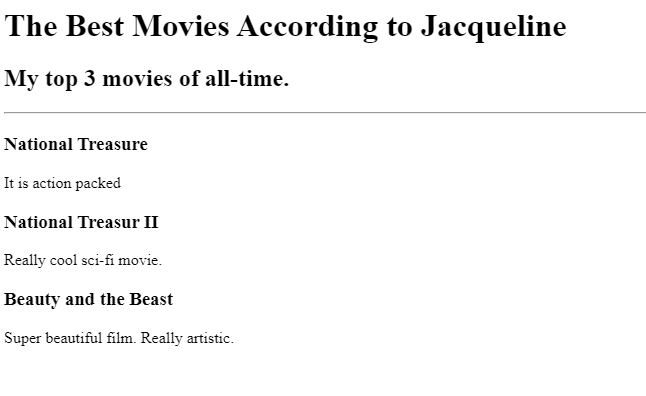 The Best Movies According to Jacqueline
My top 3 movies of all-time.
National Treasure
It is action packed
National Treasur II
Really cool sci-fi movie.
Beauty and the Beast
Super beautiful film. Really artistic.